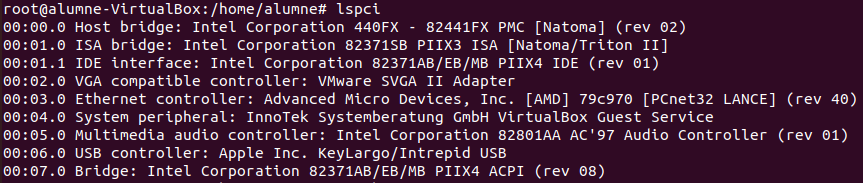 root@alumne-VirtualBox:/home/alumne# lspci
00:00.0 Host bridge: Intel Corporation 440FX - 82441FX PMC [Natoma] (rev 02)
00:01.0 ISA bridge: Intel Corporation 82371SB PIIX3 ISA [Natoma/Triton II]
00:01.1 IDE interface: Intel Corporation 82371AB/EB/MB PIIX4 IDE (rev 01)
00:02.0 VGA compatible controller: VMware SVGA II Adapter
00:03.0 Ethernet controller: Advanced Micro Devices, Inc. [AMD] 79c970 [PCnet32 LANCE] (rev 40)
00:04.0 System peripheral: InnoTek Systemberatung GmbH VirtualBox Guest Service
00:05.0 Multimedia audio controller: Intel Corporation 82801AA AC'97 Audio Controller (rev 01)
00:06.0 USB controller: Apple Inc. KeyLargo/Intrepid USB
00:07.0 Bridge: Intel Corporation 82371AB/EB/MB PIIX4 ACPI (rev 08)